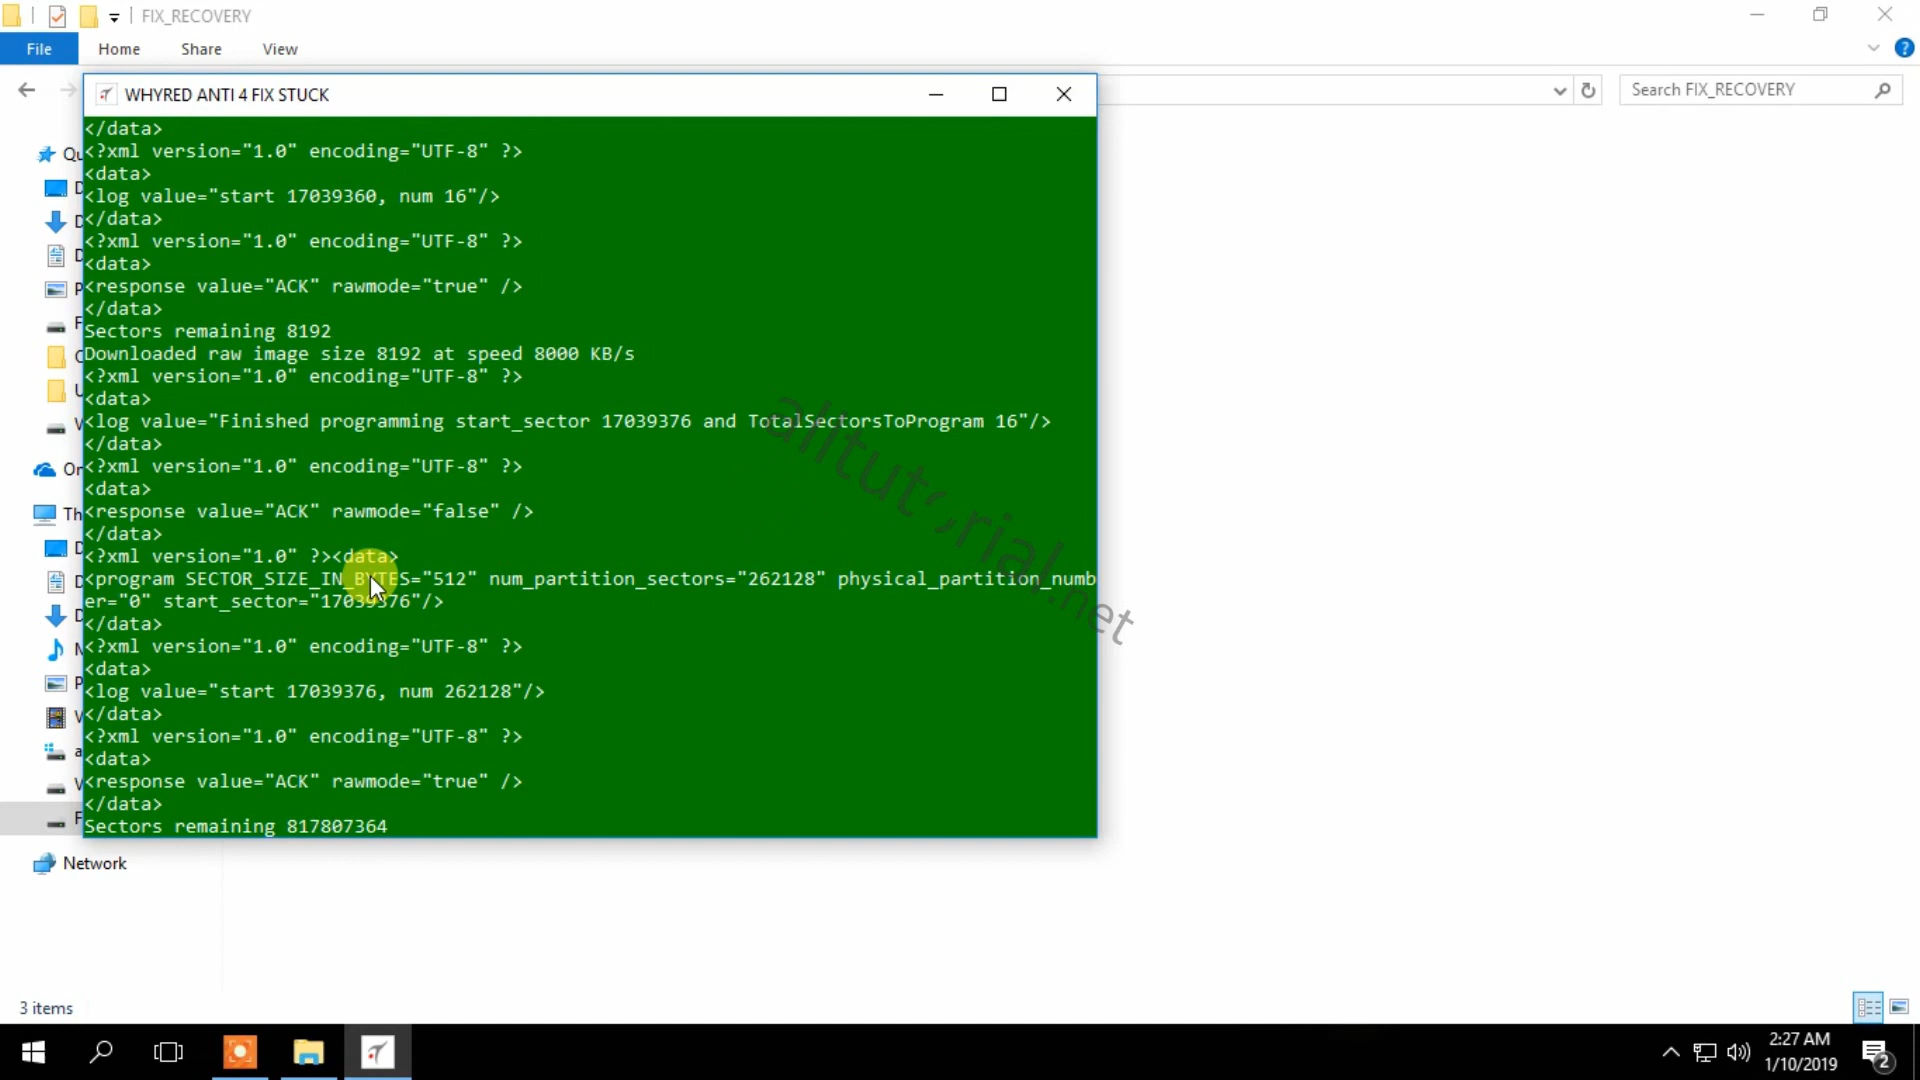 FIX_RECOVERY
File Home Share View
WHYRED ANTI 4 FIX STUCK
Search FIX_RECOVERY
</data>
<?xml version="1.0" encoding="UTF-8" ?>
<data>
<log value="start 17039360, num 16"/>
</data>
<?xml version="1.0" encoding="UTF-8" ?>
<data>
<response value="ACK" rawmode="true" />
</data>
Sectors remaining 8192
Downloaded raw image size 8192 at speed 8000 KB/s
<?xml version="1.0" encoding="UTF-8" ?>
<data>
<log value="Finished programming start_sector 17039376 and TotalSectorsToProgram 16"/>
</data>
<?xml version="1.0" encoding="UTF-8" ?>
<data>
<response value="ACK" rawmode="false" />
</data>
<?xml version="1.0" ?><data>
<program SECTOR_SIZE_IN_BYTES="512" num_partition_sectors="262128" physical_partition_numb
er="0" start_sector="17039376"/>
</data>
<?xml version="1.0" encoding="UTF-8" ?>
<data>
<log value="start 17039376, num 262128"/>
</data>
<?xml version="1.0" encoding="UTF-8" ?>
<data>
<response value="ACK" rawmode="true" />
</data>
Sectors remaining 817807364
alltutorial.net
Network
3 items
2:27 AM
1/10/2019
2